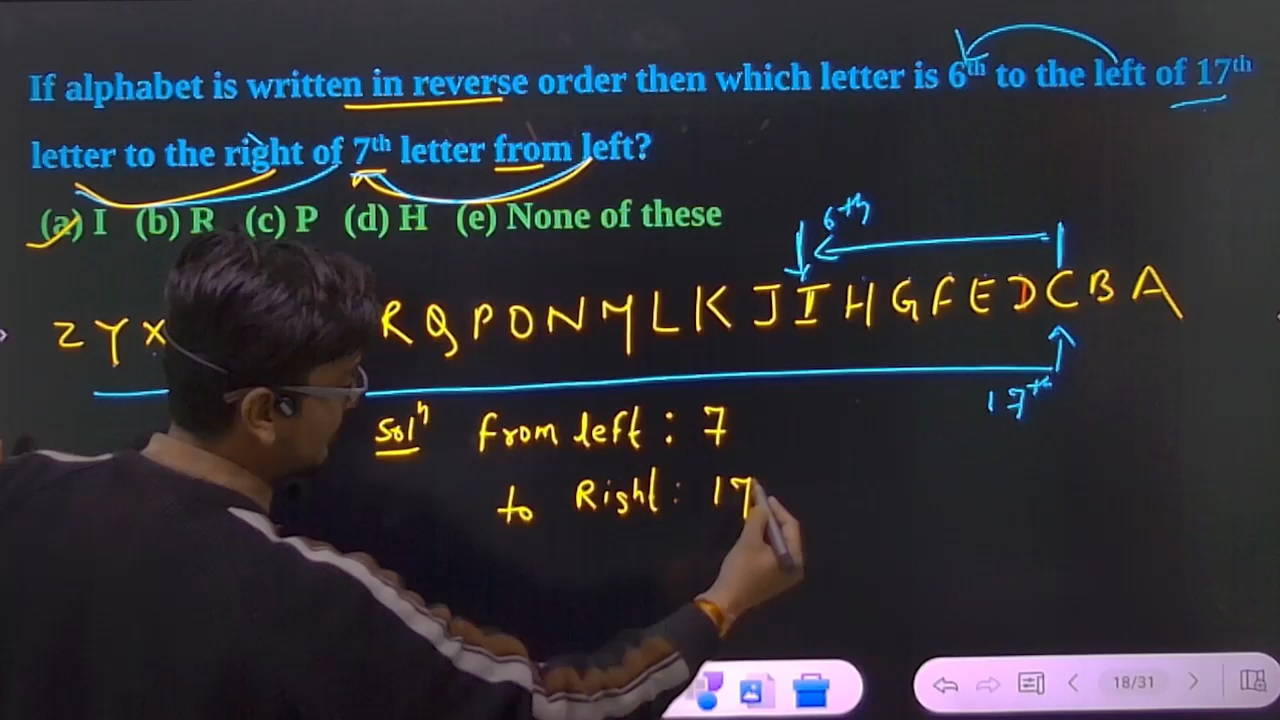 If alphabet is written in reverse order then which letter is 6th to the left of 17th
letter to the right of 7th letter from left?
(a) I (b) R (c) P (d) H (e) None of these
6th
Z Y X R Q P O N M L K J I H G F E D C B A
17th
Solⁿ From left : 7
to Right : 17
18/31